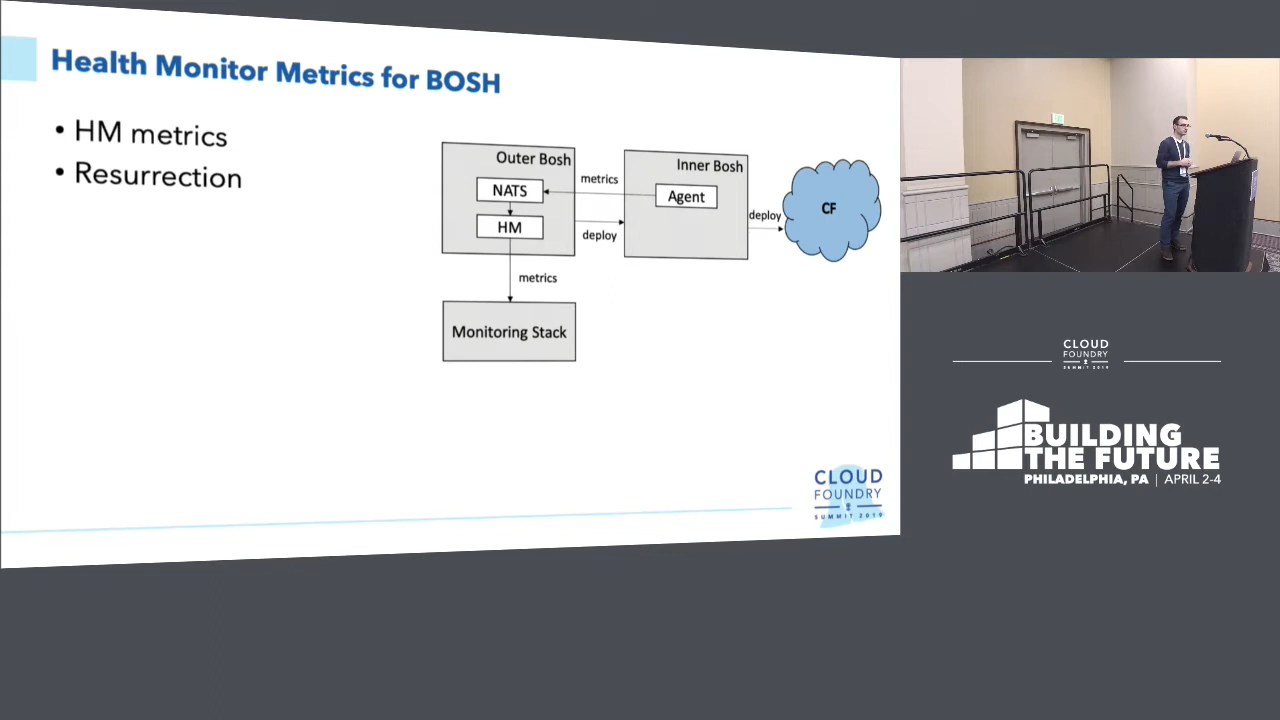 Health Monitor Metrics for BOSH
• HM metrics
• Resurrection
Outer Bosh
NATS
HM
metrics
deploy
Inner Bosh
Agent
deploy
CF
metrics
Monitoring Stack
CLOUD
FOUNDRY
SUMMIT 2019
CLOUD
FOUNDRY
SUMMIT 2019
BUILDING
THE FUTURE
PHILADELPHIA, PA | APRIL 2-4